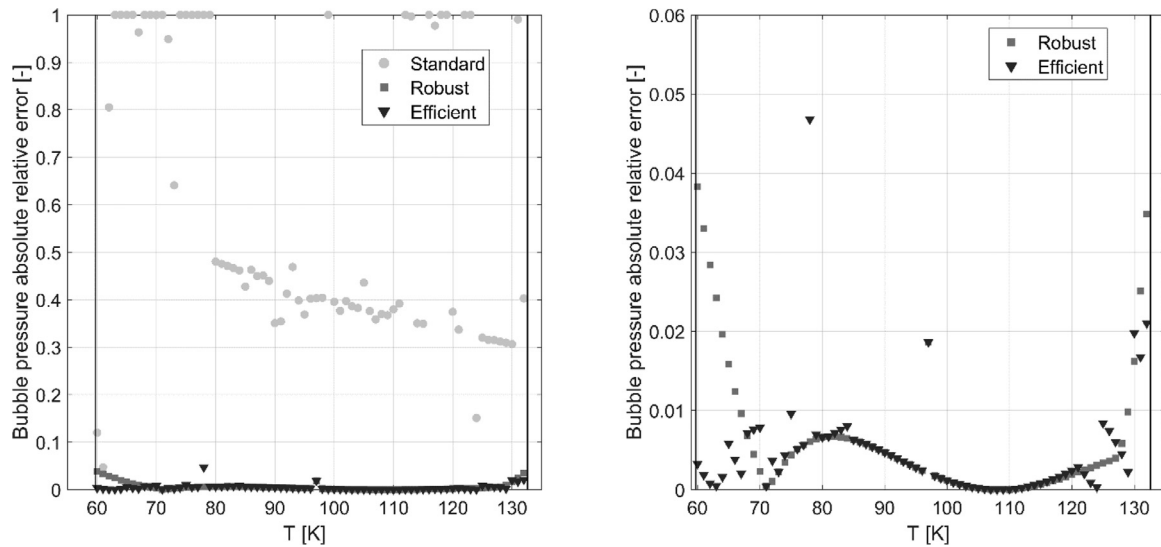 Bubble pressure absolute relative error [-]
1
0.9
0.8
0.7
0.6
0.5
0.4
0.3
0.2
0.1
0
Standard
Robust
Efficient
60 70 80 90 100 110 120 130
T [K]
Bubble pressure absolute relative error [-]
0.06
0.05
0.04
0.03
0.02
0.01
0
Robust
Efficient
60 70 80 90 100 110 120 130
T [K]